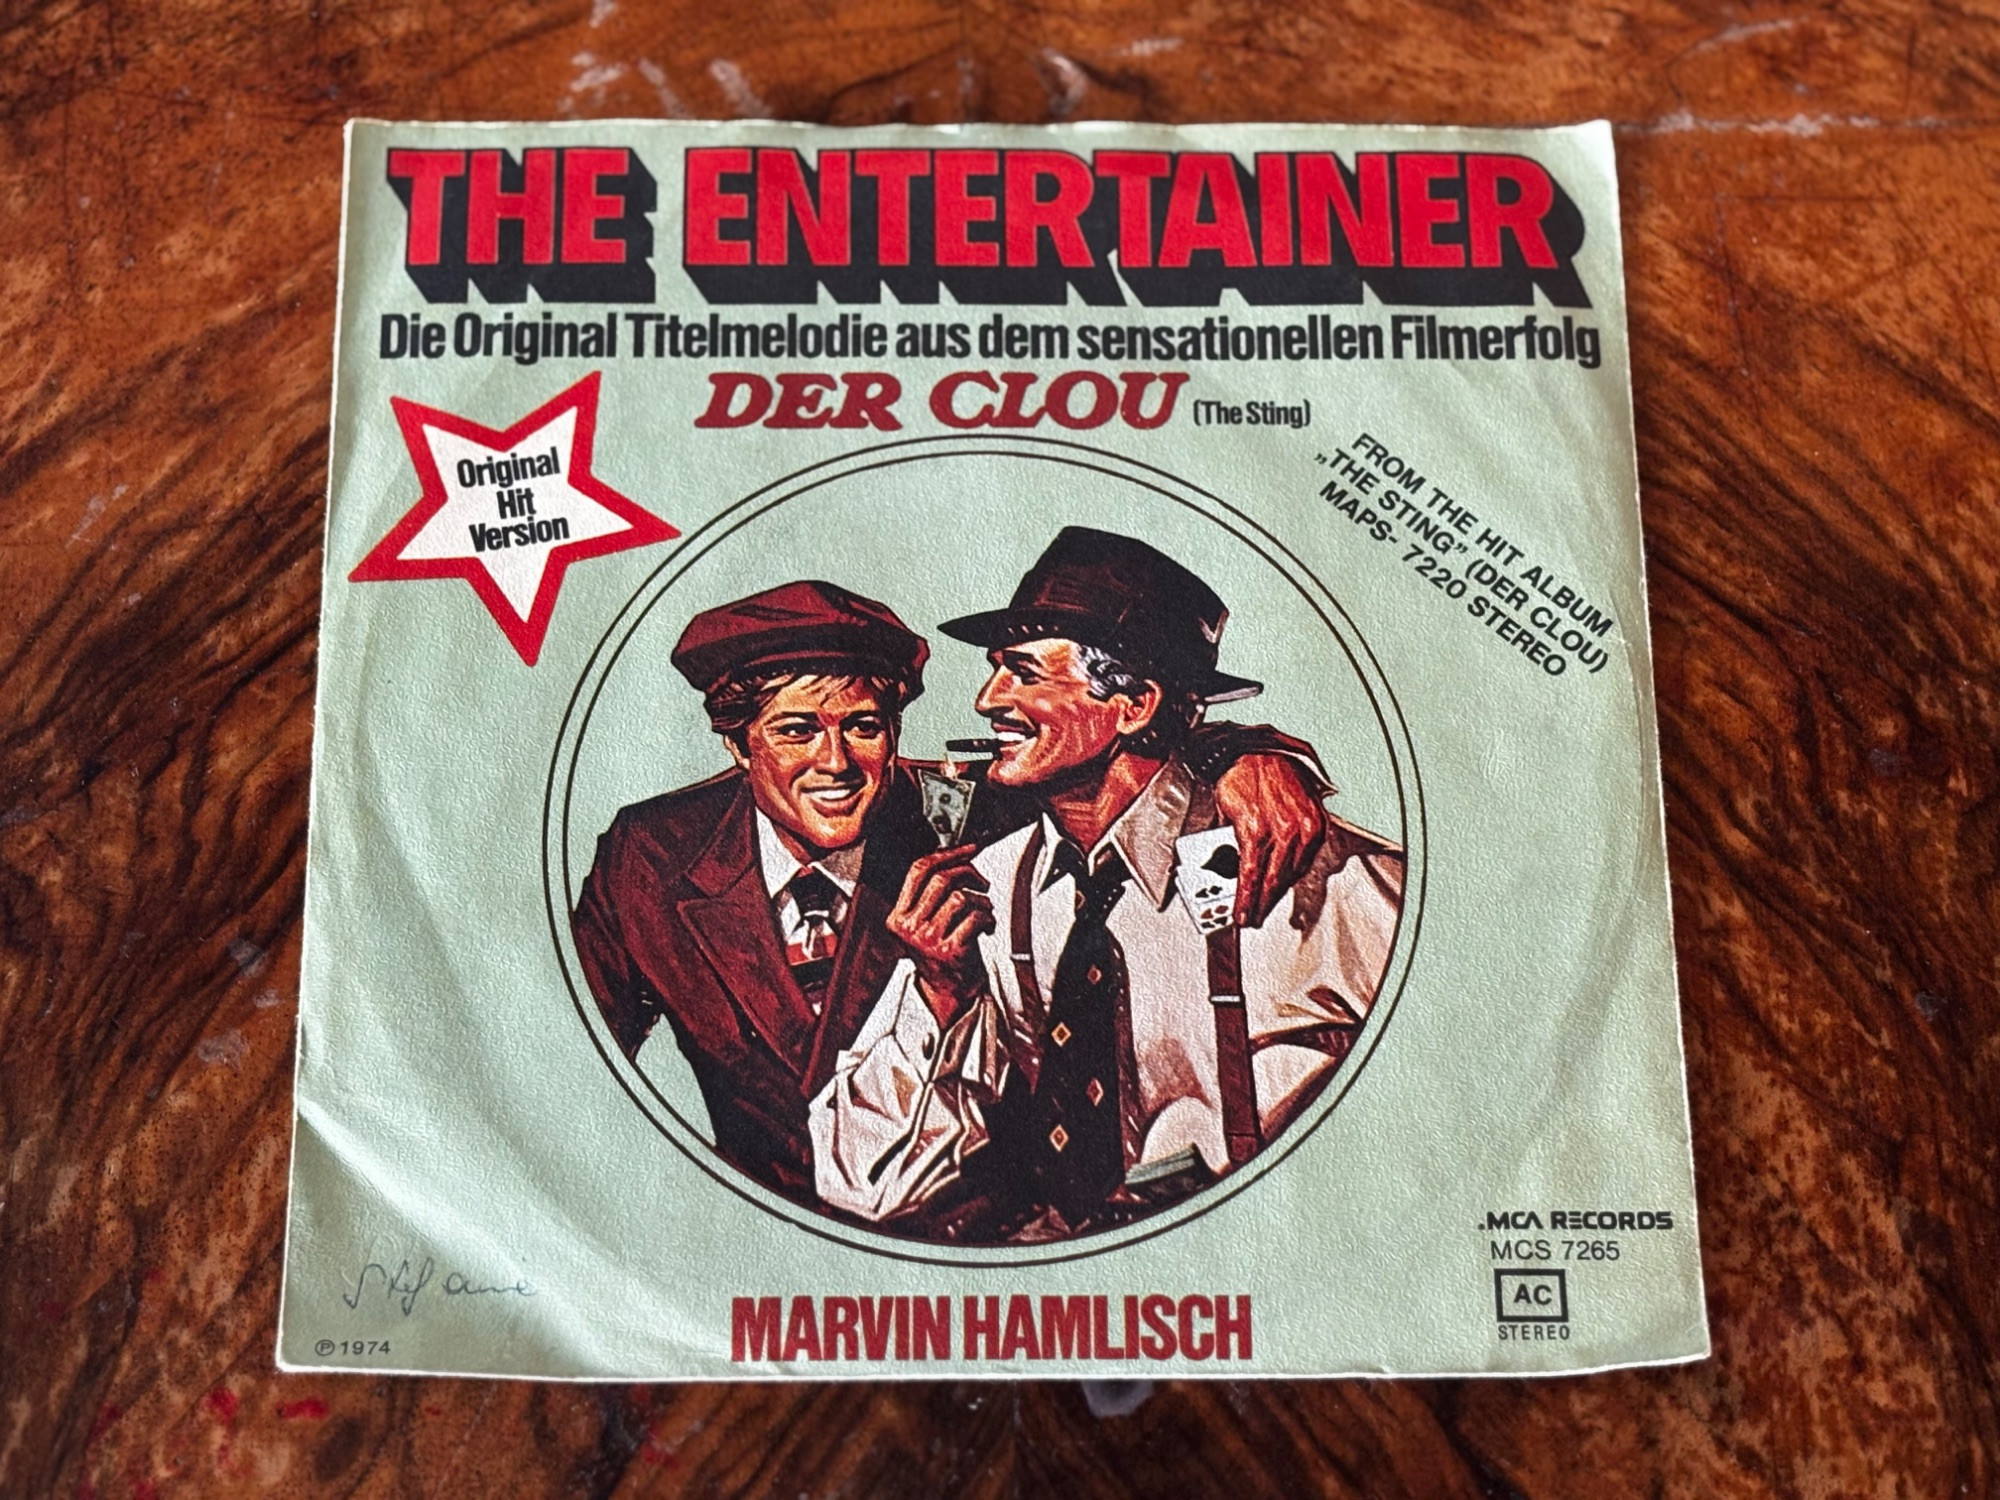 THE ENTERTAINER
Die Original Titelmelodie aus dem sensationellen Filmerfolg
DER CLOU (The Sting)
Original
Hit
Version
FROM THE HIT ALBUM
„THE STING” (DER CLOU)
MAPS- 7220 STEREO
.MCA RECORDS
MCS 7265
AC
STEREO
Stefanie
MARVIN HAMLISCH
℗ 1974